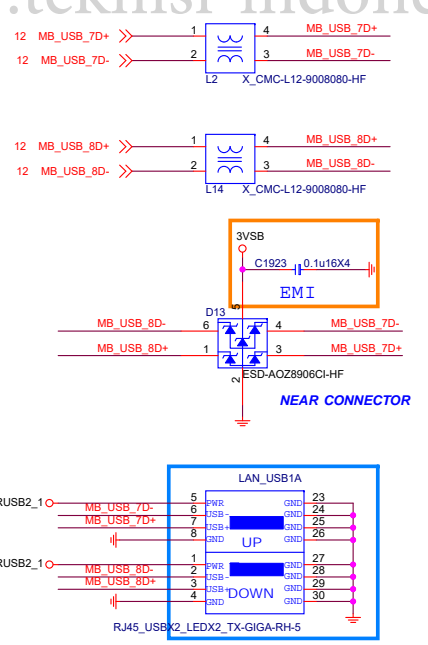 .teknisi indone
12 MB_USB_7D+ 1 4 MB_USB_7D+
12 MB_USB_7D- 2 3 MB_USB_7D-
L2 X_CMC-L12-9008080-HF
12 MB_USB_8D+ 1 4 MB_USB_8D+
12 MB_USB_8D- 2 3 MB_USB_8D-
L14 X_CMC-L12-9008080-HF
3VSB
C1923 0.1u16X4
EMI
D13 5
MB_USB_8D- 6 4 MB_USB_7D-
MB_USB_8D+ 1 3 MB_USB_7D+
2 ESD-AOZ8906CI-HF
NEAR CONNECTOR
LAN_USB1A
RUSB2_1 5 PWR GND 23
MB_USB_7D- 6 USB- GND 24
MB_USB_7D+ 7 USB+ GND 25
8 GND GND 26
UP
RUSB2_1 1 PWR GND 27
MB_USB_8D- 2 USB- GND 28
MB_USB_8D+ 3 USB+ GND 29
DOWN
4 GND GND 30
RJ45_USBX2_LEDX2_TX-GIGA-RH-5